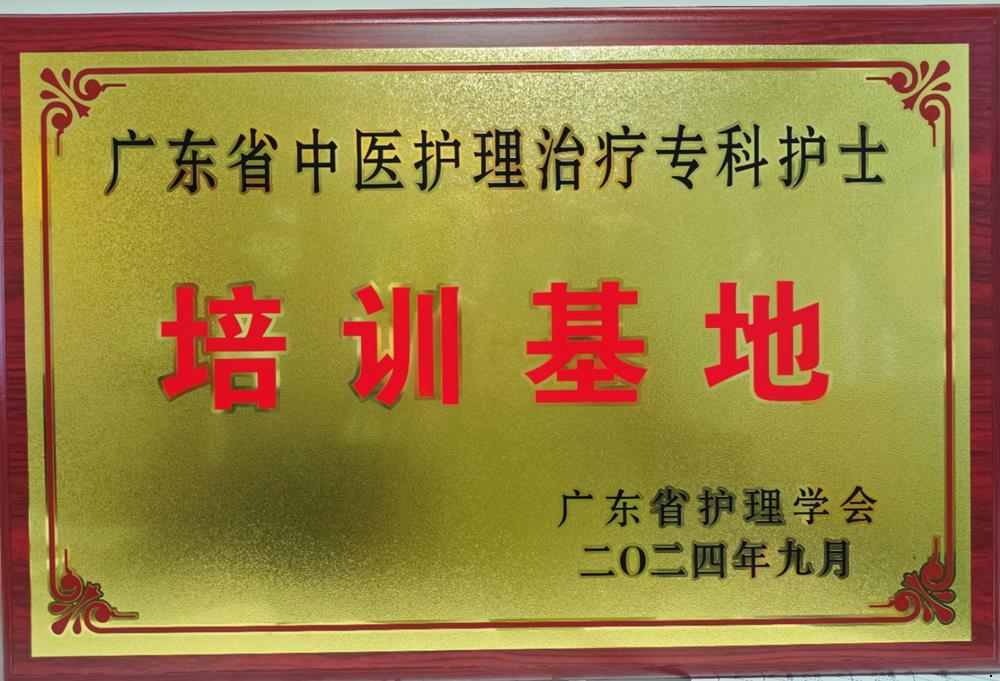 广东省中医护理治疗专科护士
培训基地
广东省护理学会
二〇二四年九月